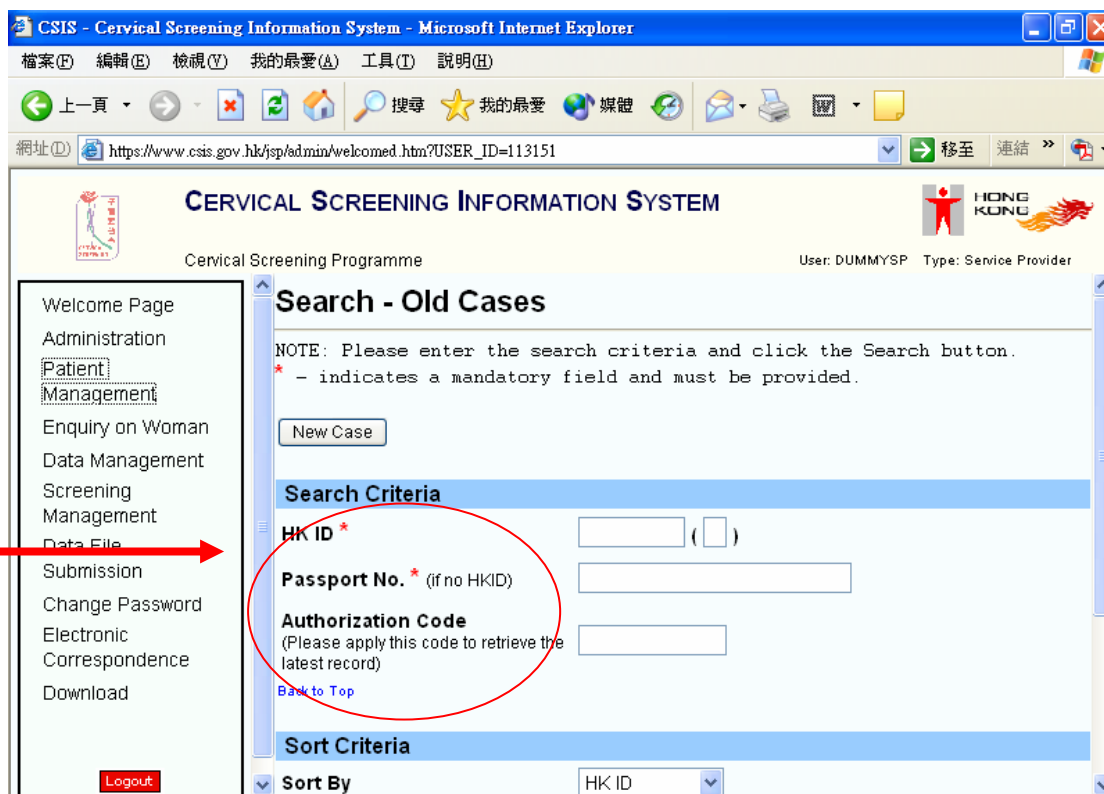 CSIS - Cervical Screening Information System - Microsoft Internet Explorer
檔案(F) 編輯(E) 檢視(V) 我的最愛(A) 工具(T) 說明(H)
上一頁 搜尋 我的最愛 媒體
網址(D) https://www.csis.gov.hk/jsp/admin/welcomed.htm?USER_ID=113151 移至 連結 »
CERVICAL SCREENING INFORMATION SYSTEM
HONG KONG
Cervical Screening Programme
User: DUMMYSP Type: Service Provider
Welcome Page
Administration
Patient
Management
Enquiry on Woman
Data Management
Screening
Management
Data File
Submission
Change Password
Electronic
Correspondence
Download
Logout
Search - Old Cases
NOTE: Please enter the search criteria and click the Search button.
* - indicates a mandatory field and must be provided.
New Case
Search Criteria
HK ID * ( )
Passport No. * (if no HKID)
Authorization Code
(Please apply this code to retrieve the
latest record)
Back to Top
Sort Criteria
Sort By HK ID